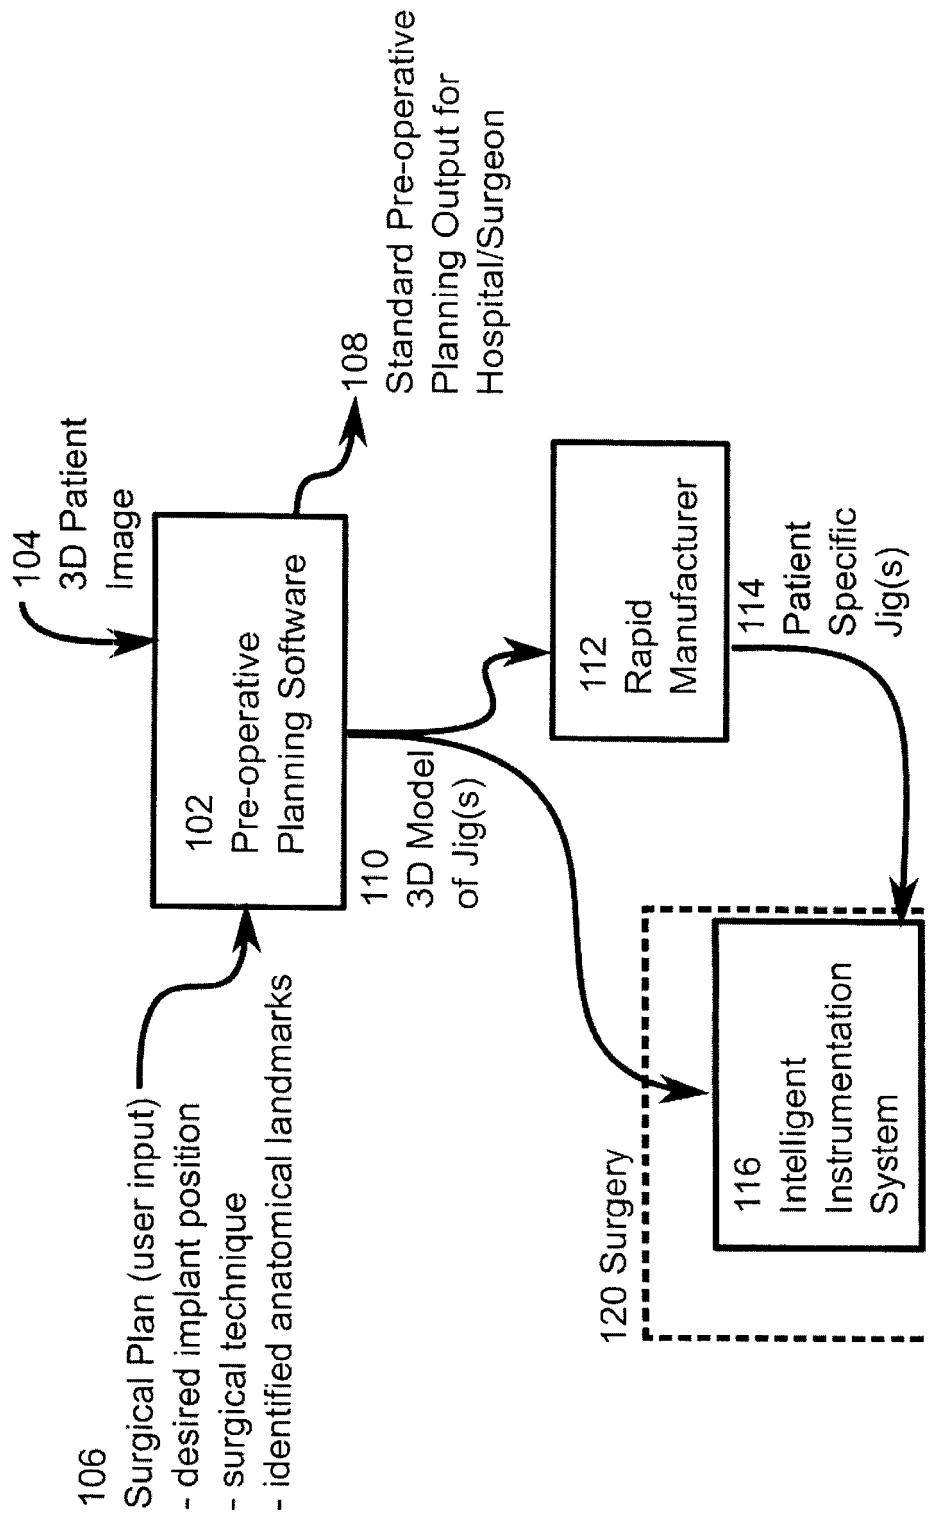 104
3D Patient
Image
106
Surgical Plan (user input)
- desired implant position
- surgical technique
- identified anatomical landmarks
102
Pre-operative
Planning Software
108
Standard Pre-operative
Planning Output for
Hospital/Surgeon
110
3D Model
of Jig(s)
112
Rapid
Manufacturer
114
Patient
Specific
Jig(s)
120 Surgery
116
Intelligent
Instrumentation
System